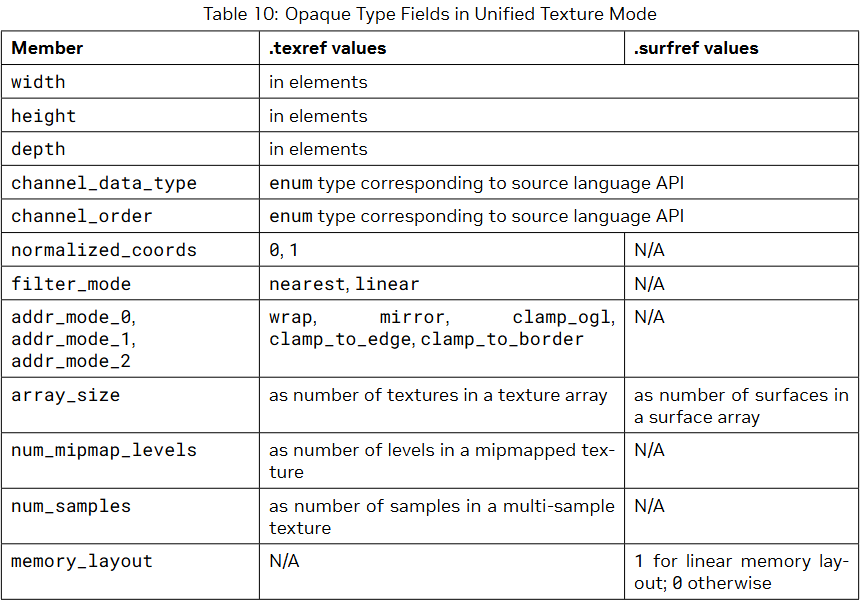 Table 10: Opaque Type Fields in Unified Texture Mode
Member .texref values .surfref values
width in elements
height in elements
depth in elements
channel_data_type enum type corresponding to source language API
channel_order enum type corresponding to source language API
normalized_coords 0, 1 N/A
filter_mode nearest, linear N/A
addr_mode_0, wrap, mirror, clamp_ogl, N/A
addr_mode_1, clamp_to_edge, clamp_to_border
addr_mode_2
array_size as number of textures in a texture array as number of surfaces in
a surface array
num_mipmap_levels as number of levels in a mipmapped tex- N/A
ture
num_samples as number of samples in a multi-sample N/A
texture
memory_layout N/A 1 for linear memory lay-
out; 0 otherwise